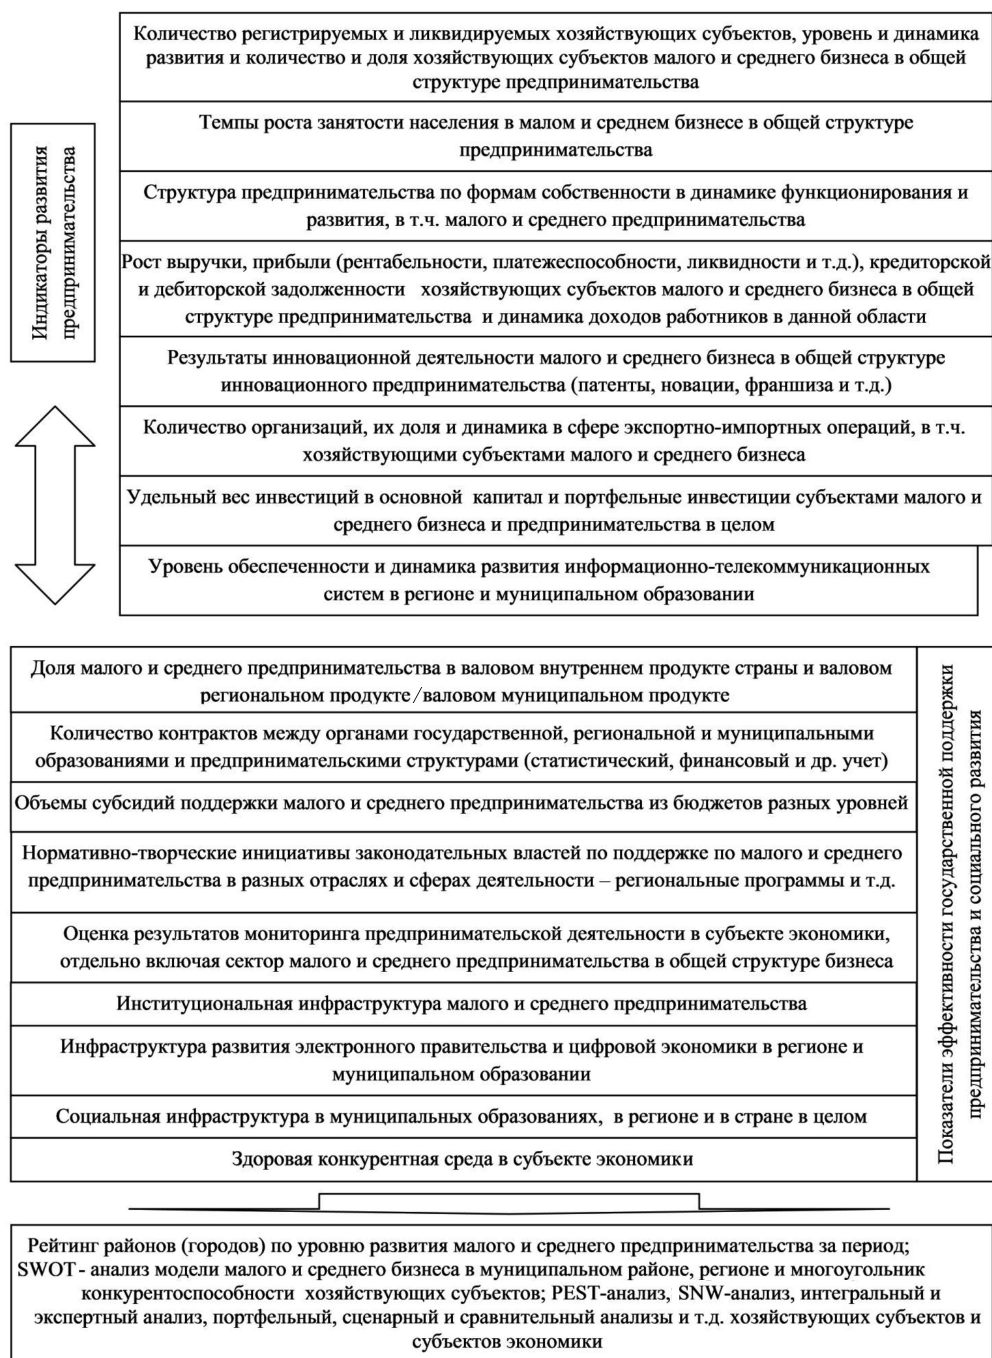 Количество регистрируемых и ликвидируемых хозяйствующих субъектов, уровень и динамика
развития и количество и доля хозяйствующих субъектов малого и среднего бизнеса в общей
структуре предпринимательства
Индикаторы развития
предпринимательства
Темпы роста занятости населения в малом и среднем бизнесе в общей структуре
предпринимательства
Структура предпринимательства по формам собственности в динамике функционирования и
развития, в т.ч. малого и среднего предпринимательства
Рост выручки, прибыли (рентабельности, платежеспособности, ликвидности и т.д.), кредиторской
и дебиторской задолженности хозяйствующих субъектов малого и среднего бизнеса в общей
структуре предпринимательства и динамика доходов работников в данной области
Результаты инновационной деятельности малого и среднего бизнеса в общей структуре
инновационного предпринимательства (патенты, новации, франшиза и т.д.)
Количество организаций, их доля и динамика в сфере экспортно-импортных операций, в т.ч.
хозяйствующими субъектами малого и среднего бизнеса
Удельный вес инвестиций в основной капитал и портфельные инвестиции субъектами малого и
среднего бизнеса и предпринимательства в целом
Уровень обеспеченности и динамика развития информационно-телекоммуникационных
систем в регионе и муниципальном образовании
Доля малого и среднего предпринимательства в валовом внутреннем продукте страны и валовом
региональном продукте/валовом муниципальном продукте
Количество контрактов между органами государственной, региональной и муниципальными
образованиями и предпринимательскими структурами (статистический, финансовый и др. учет)
Объемы субсидий поддержки малого и среднего предпринимательства из бюджетов разных уровней
Нормативно-творческие инициативы законодательных властей по поддержке по малого и среднего
предпринимательства в разных отраслях и сферах деятельности – региональные программы и т.д.
Оценка результатов мониторинга предпринимательской деятельности в субъекте экономики,
отдельно включая сектор малого и среднего предпринимательства в общей структуре бизнеса
Институциональная инфраструктура малого и среднего предпринимательства
Инфраструктура развития электронного правительства и цифровой экономики в регионе и
муниципальном образовании
Социальная инфраструктура в муниципальных образованиях, в регионе и в стране в целом
Здоровая конкурентная среда в субъекте экономики
Показатели эффективности государственной поддержки
предпринимательства и социального развития
Рейтинг районов (городов) по уровню развития малого и среднего предпринимательства за период;
SWOT- анализ модели малого и среднего бизнеса в муниципальном районе, регионе и многоугольник
конкурентоспособности хозяйствующих субъектов; PEST-анализ, SNW-анализ, интегральный и
экспертный анализ, портфельный, сценарный и сравнительный анализы и т.д. хозяйствующих субъектов и
субъектов экономики